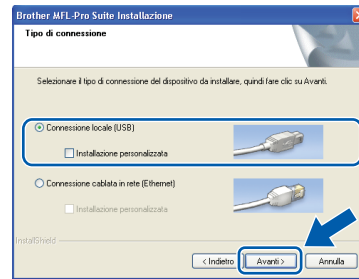 Brother MFL-Pro Suite Installazione
Tipo di connessione
Selezionare il tipo di connessione del dispositivo da installare, quindi fare clic su Avanti.
Connessione locale (USB)
Installazione personalizzata
Connessione cablata in rete (Ethernet)
Installazione personalizzata
InstallShield
< Indietro
Avanti >
Annulla